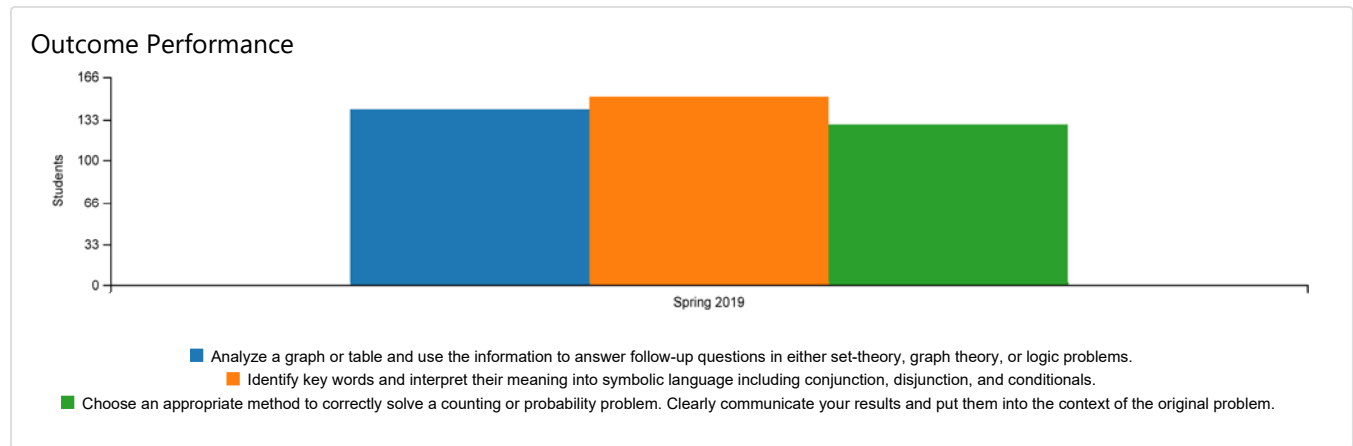 Outcome Performance
166
133
100
66
33
0
Students
Spring 2019
Analyze a graph or table and use the information to answer follow-up questions in either set-theory, graph theory, or logic problems.
Identify key words and interpret their meaning into symbolic language including conjunction, disjunction, and conditionals.
Choose an appropriate method to correctly solve a counting or probability problem. Clearly communicate your results and put them into the context of the original problem.